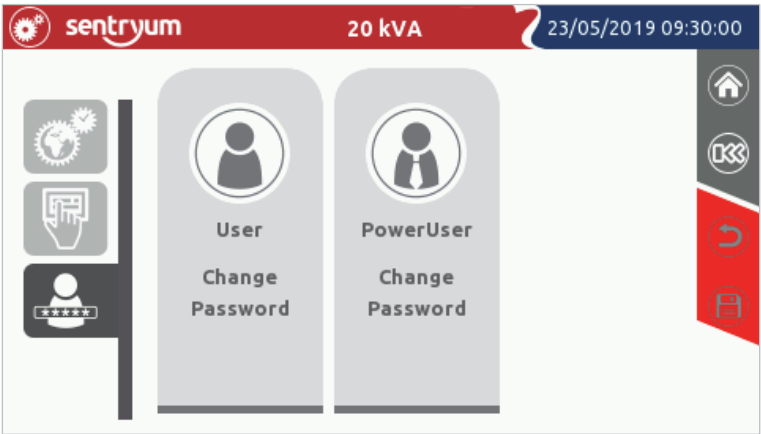 sentryum
20 kVA
23/05/2019 09:30:00
User
Change
Password
PowerUser
Change
Password
*****